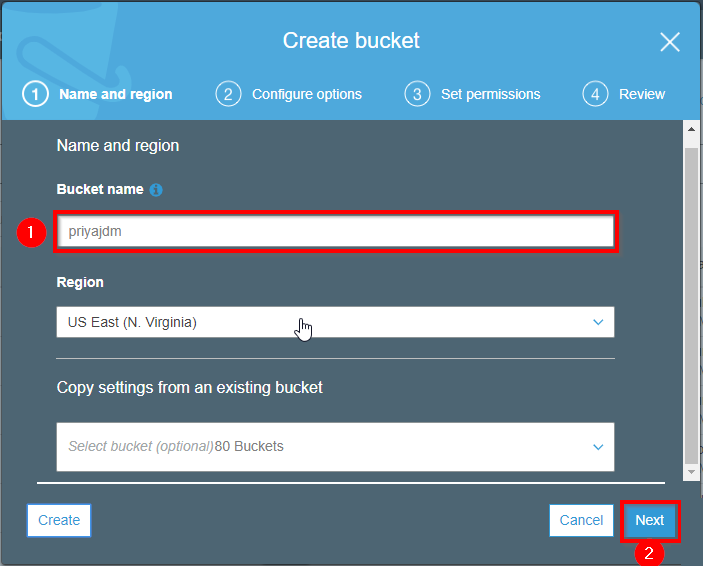 Create bucket
1 Name and region 2 Configure options 3 Set permissions 4 Review
Name and region
Bucket name
1 priyajdm
Region
US East (N. Virginia)
Copy settings from an existing bucket
Select bucket (optional)80 Buckets
Create Cancel Next
2